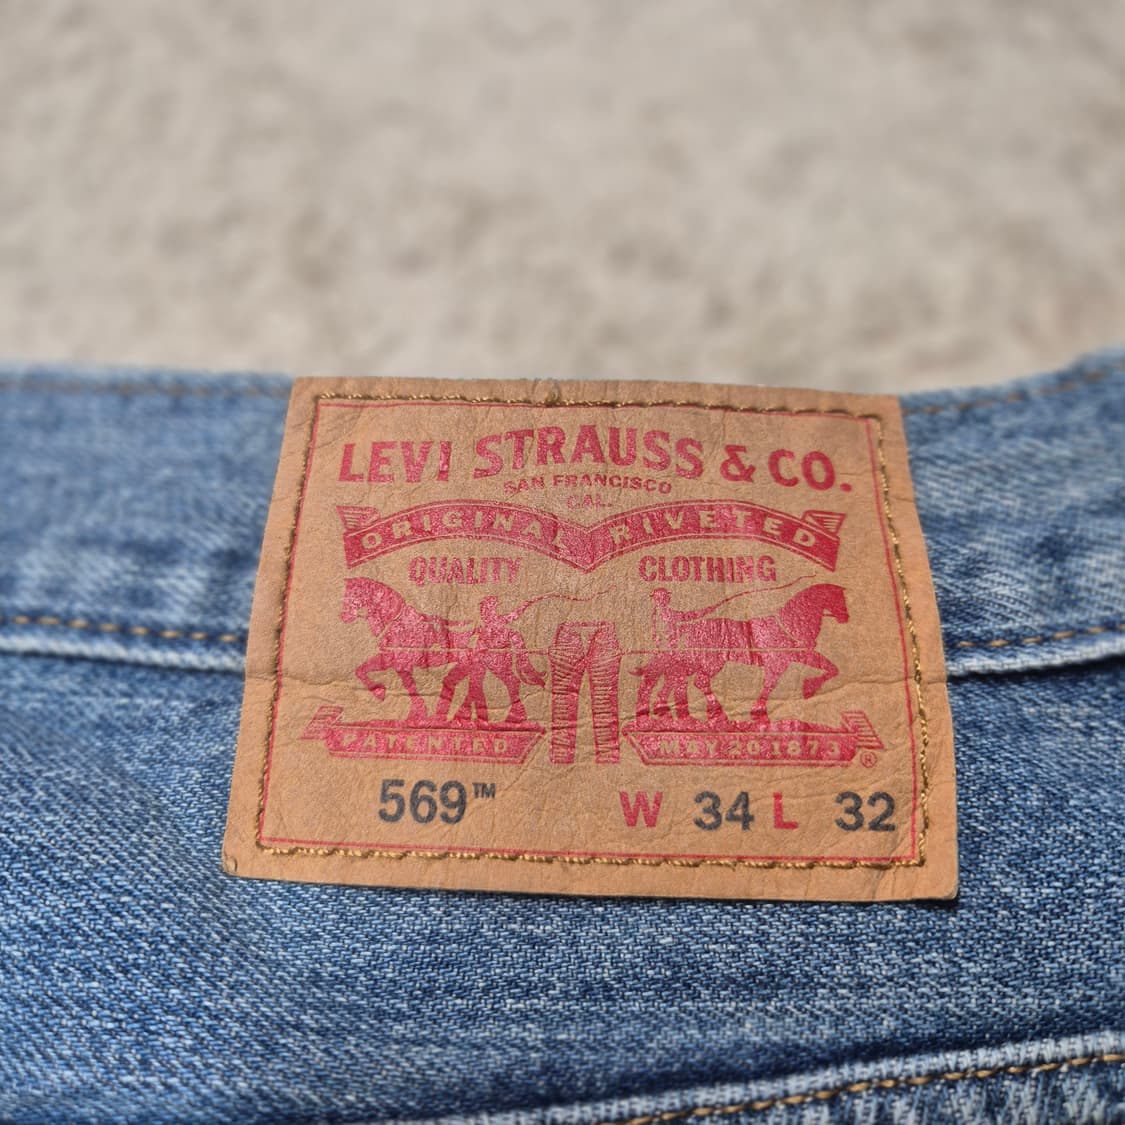 LEVI STRAUSS & CO.
SAN FRANCISCO
CAL.
ORIGINAL RIVETED
QUALITY CLOTHING
PATENTED MAY 20 1873 ®
569™ W 34 L 32